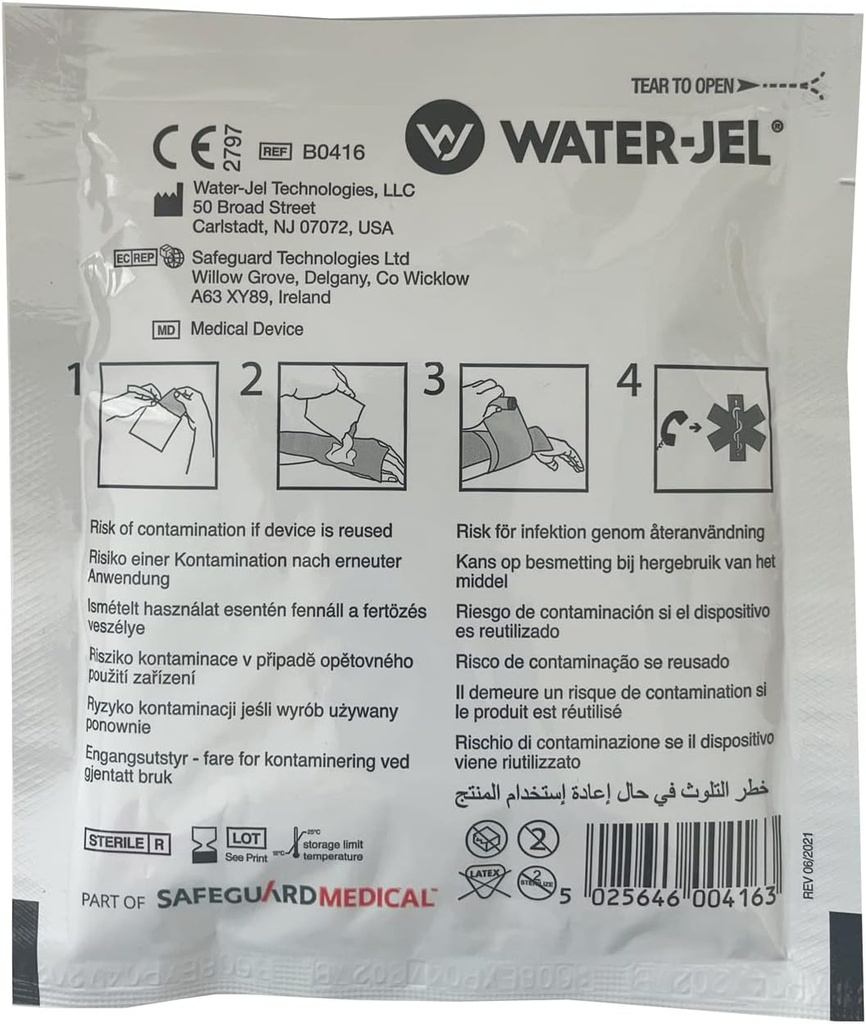 TEAR TO OPEN
CE 2797 REF B0416 WATER-JEL®
Water-Jel Technologies, LLC
50 Broad Street
Carlstadt, NJ 07072, USA
EC REP Safeguard Technologies Ltd
Willow Grove, Delgany, Co Wicklow
A63 XY89, Ireland
MD Medical Device
1 2 3 4
Risk of contamination if device is reused
Risiko einer Kontamination nach erneuter
Anwendung
Ismételt használat esentén fennáll a fertözés
veszélye
Risziko kontaminace v připadě opětovného
použití zařízení
Ryzyko kontaminacji jeśli wyrób używany
ponownie
Engangsutstyr - fare for kontaminering ved
gjentatt bruk
Risk för infektion genom återanvändning
Kans op besmetting bij hergebruik van het
middel
Riesgo de contaminación si el dispositivo
es reutilizado
Risco de contaminação se reusado
Il demeure un risque de contamination si
le produit est réutilisé
Rischio di contaminazione se il dispositivo
viene riutilizzato
خطر التلوث في حال إعادة إستخدام المنتج
STERILE R
LOT
See Print
storage limit
temperature
2
LATEX
2
STERILIZE
5 025646 004163
REV 06/2021
PART OF SAFEGUARDMEDICAL™